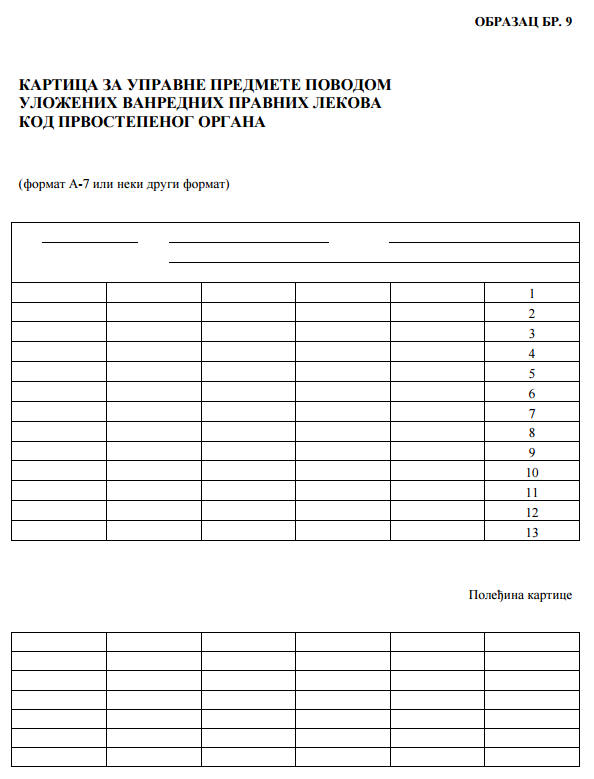 ОБРАЗАЦ БР. 9
КАРТИЦА ЗА УПРАВНЕ ПРЕДМЕТЕ ПОВОДОМ
УЛОЖЕНИХ ВАНРЕДНИХ ПРАВНИХ ЛЕКОВА
КОД ПРВОСТЕПЕНОГ ОРГАНА
(формат А-7 или неки други формат)
1
2
3
4
5
6
7
8
9
10
11
12
13
Полеђина картице